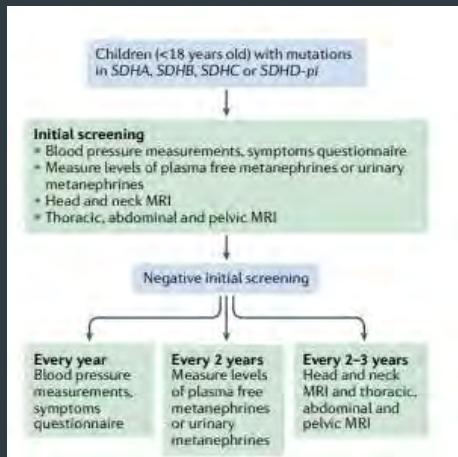 Children (<18 years old) with mutations
in SDHA, SDHB, SDHC or SDHD-pi
Initial screening
• Blood pressure measurements, symptoms questionnaire
• Measure levels of plasma free metanephrines or urinary
metanephrines
• Head and neck MRI
• Thoracic, abdominal and pelvic MRI
Negative initial screening
Every year
Blood pressure
measurements,
symptoms
questionnaire
Every 2 years
Measure levels
of plasma free
metanephrines
or urinary
metanephrines
Every 2–3 years
Head and neck
MRI and thoracic,
abdominal and
pelvic MRI